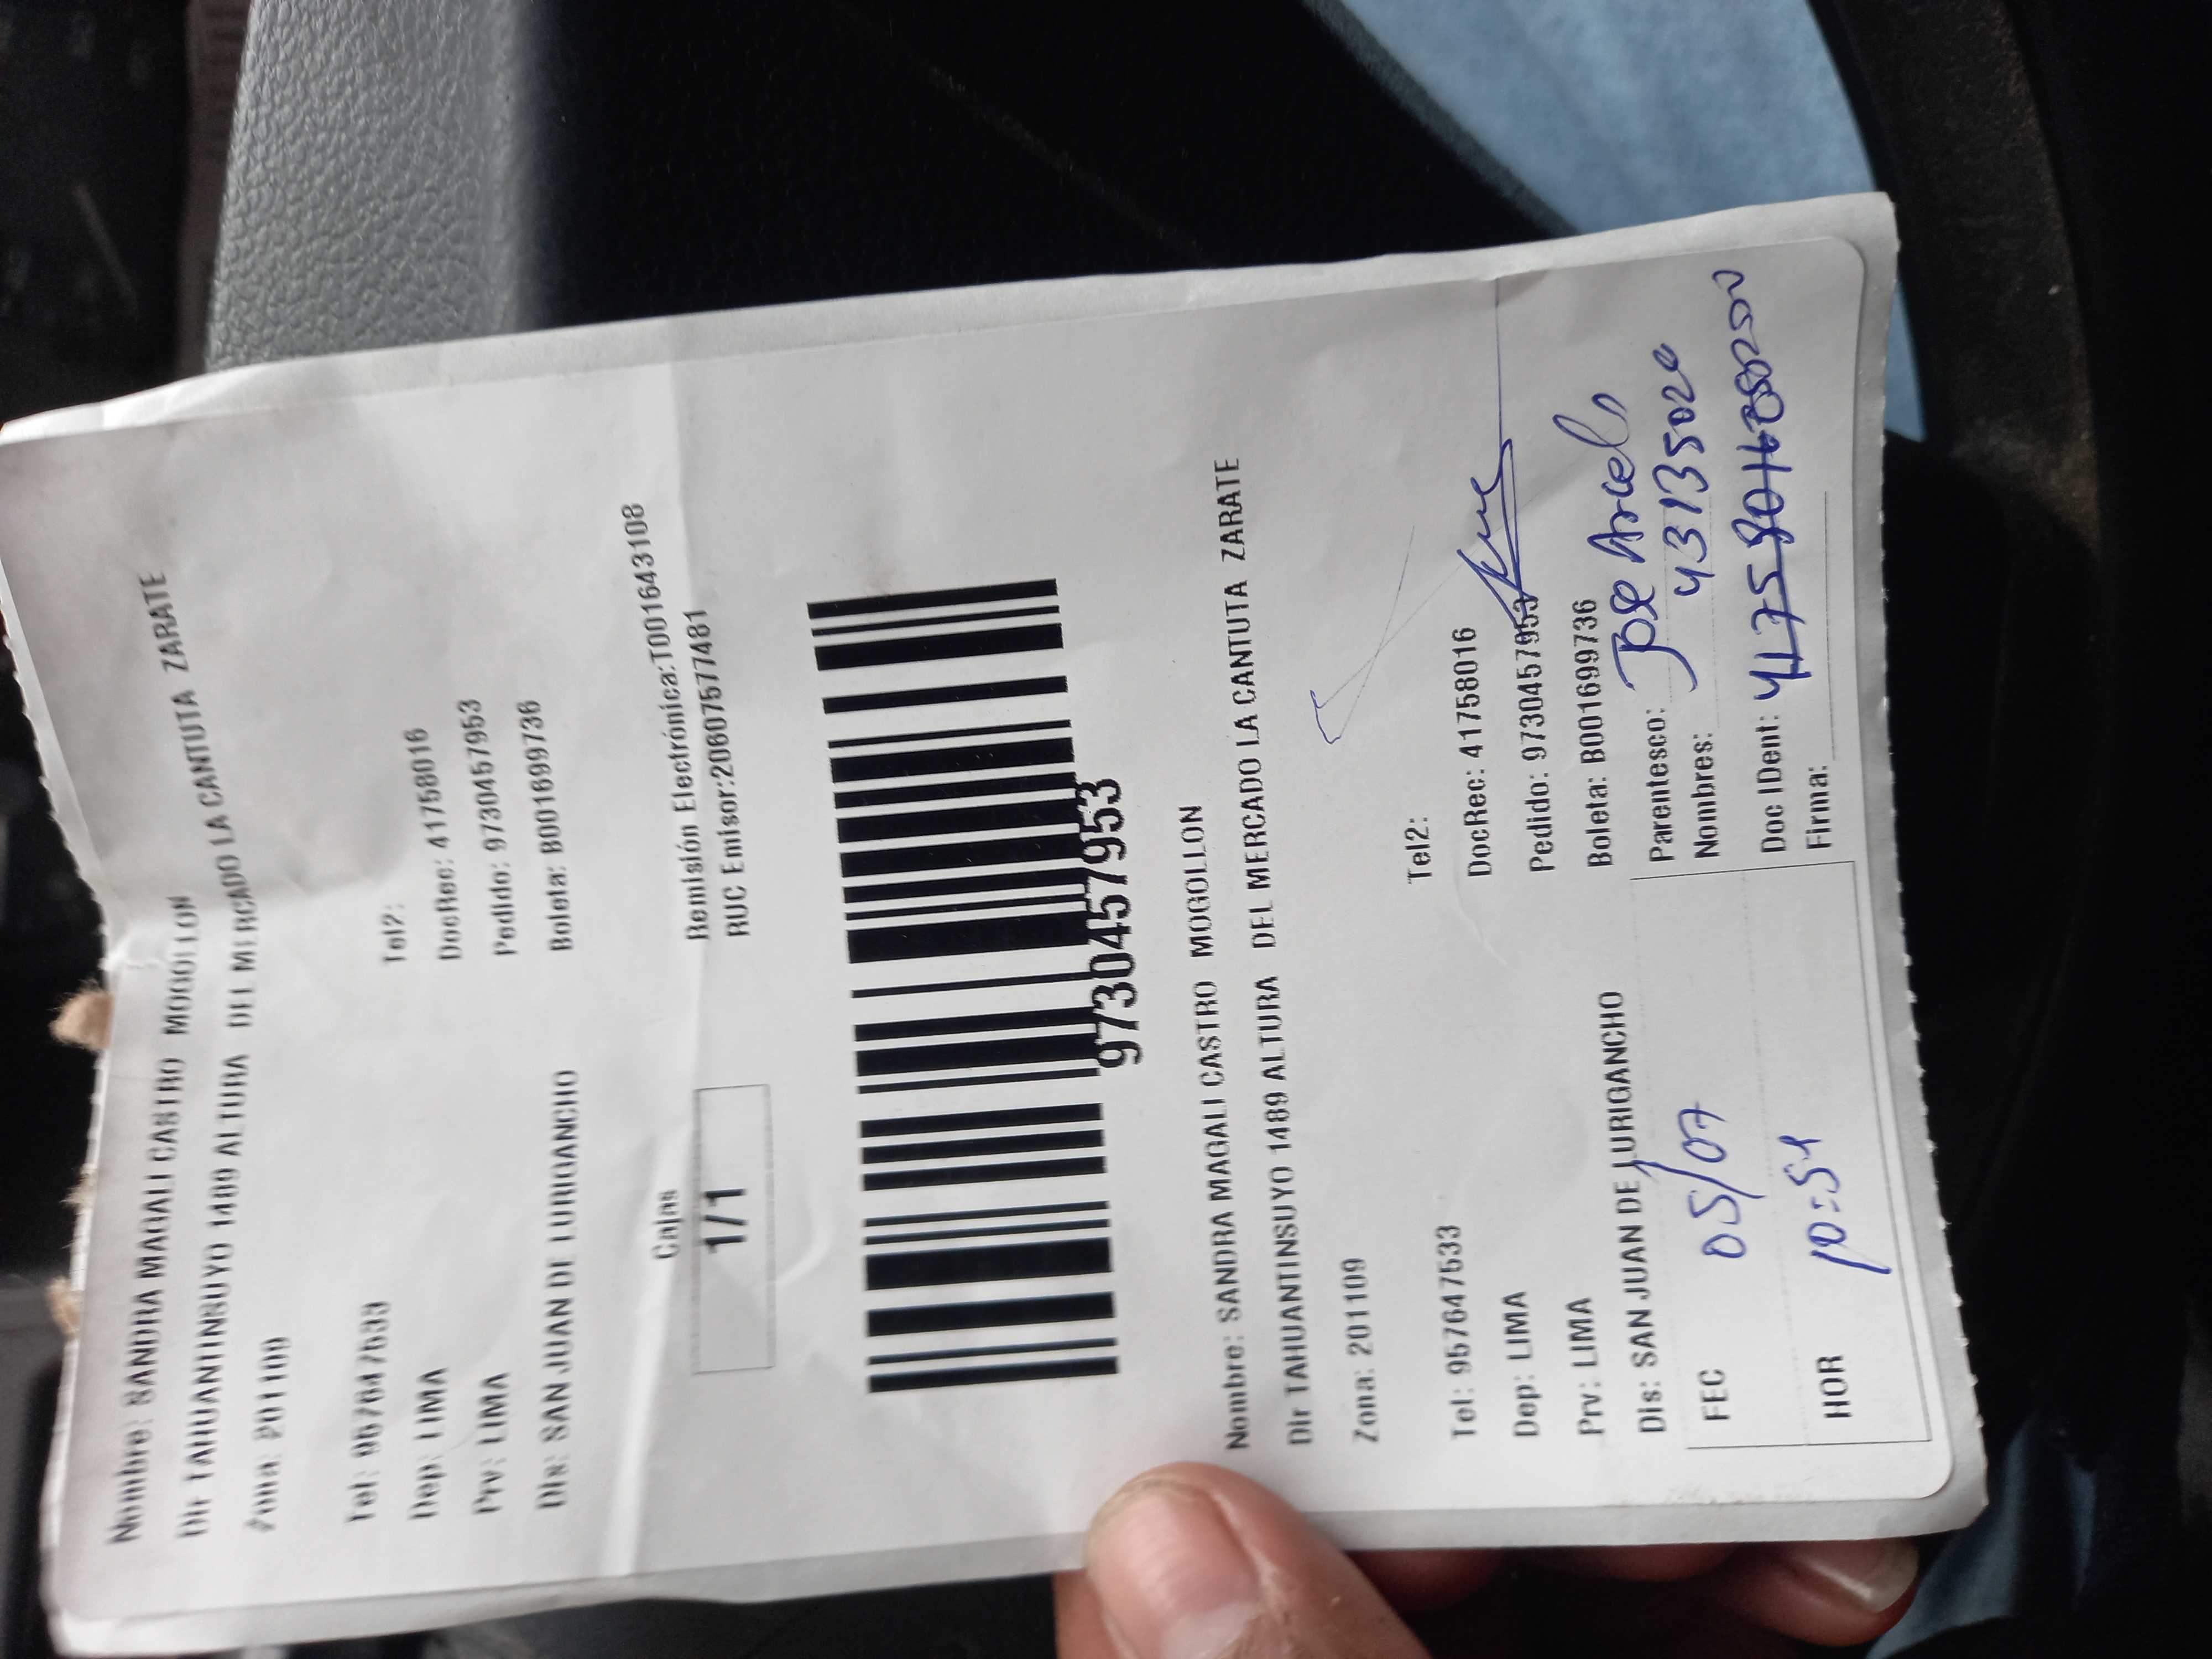 Nombre: SANDRA MAGALI CASTRO MOGOLLON
Dir TAHUANTINSUYO 1489 ALTURA DEL MERCADO LA CANTUTA ZARATE
Zona: 201109
Tel: 957647533
Tel2:
Dep: LIMA
DocRec: 41758016
Prv: LIMA
Pedido: 9730457953
Dis: SAN JUAN DE LURIGANCHO
Boleta: B001699736
Cajas
1/1
Remisión Electrónica:T001643108
RUC Emisor:20607577481
9730457953
Nombre: SANDRA MAGALI CASTRO MOGOLLON
Dir TAHUANTINSUYO 1489 ALTURA DEL MERCADO LA CANTUTA ZARATE
Zona: 201109
Tel: 957647533
Tel2:
Dep: LIMA
DocRec: 41758016
Prv: LIMA
Pedido: 9730457953
Dis: SAN JUAN DE LURIGANCHO
Boleta: B001699736
FEC 05/07
Parentesco: Jose
Nombres: 43135020
HOR 10:51
Doc IDent:
Firma: